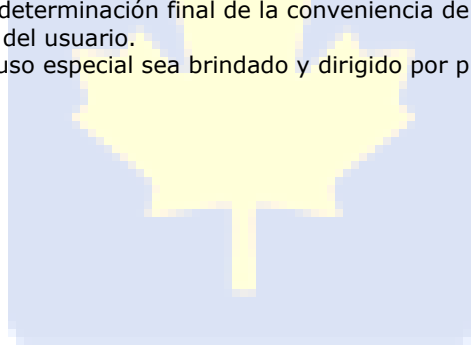 determinación final de la conveniencia de
del usuario.
uso especial sea brindado y dirigido por p